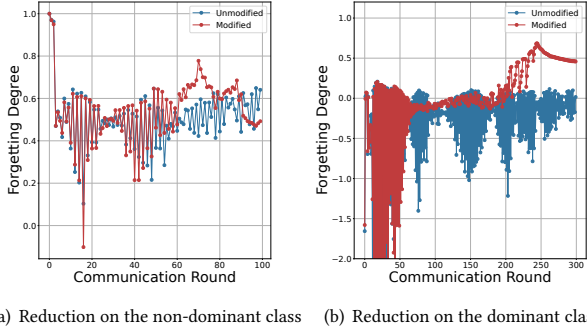 Unmodified
Modified
1.0
0.8
0.6
0.4
0.2
0.0
Forgetting Degree
0 20 40 60 80 100
Communication Round
Reduction on the non-dominant class
Unmodified
Modified
1.0
0.5
0.0
−0.5
−1.0
−1.5
−2.0
Forgetting Degree
0 50 100 150 200 250 300
Communication Round
(b) Reduction on the dominant